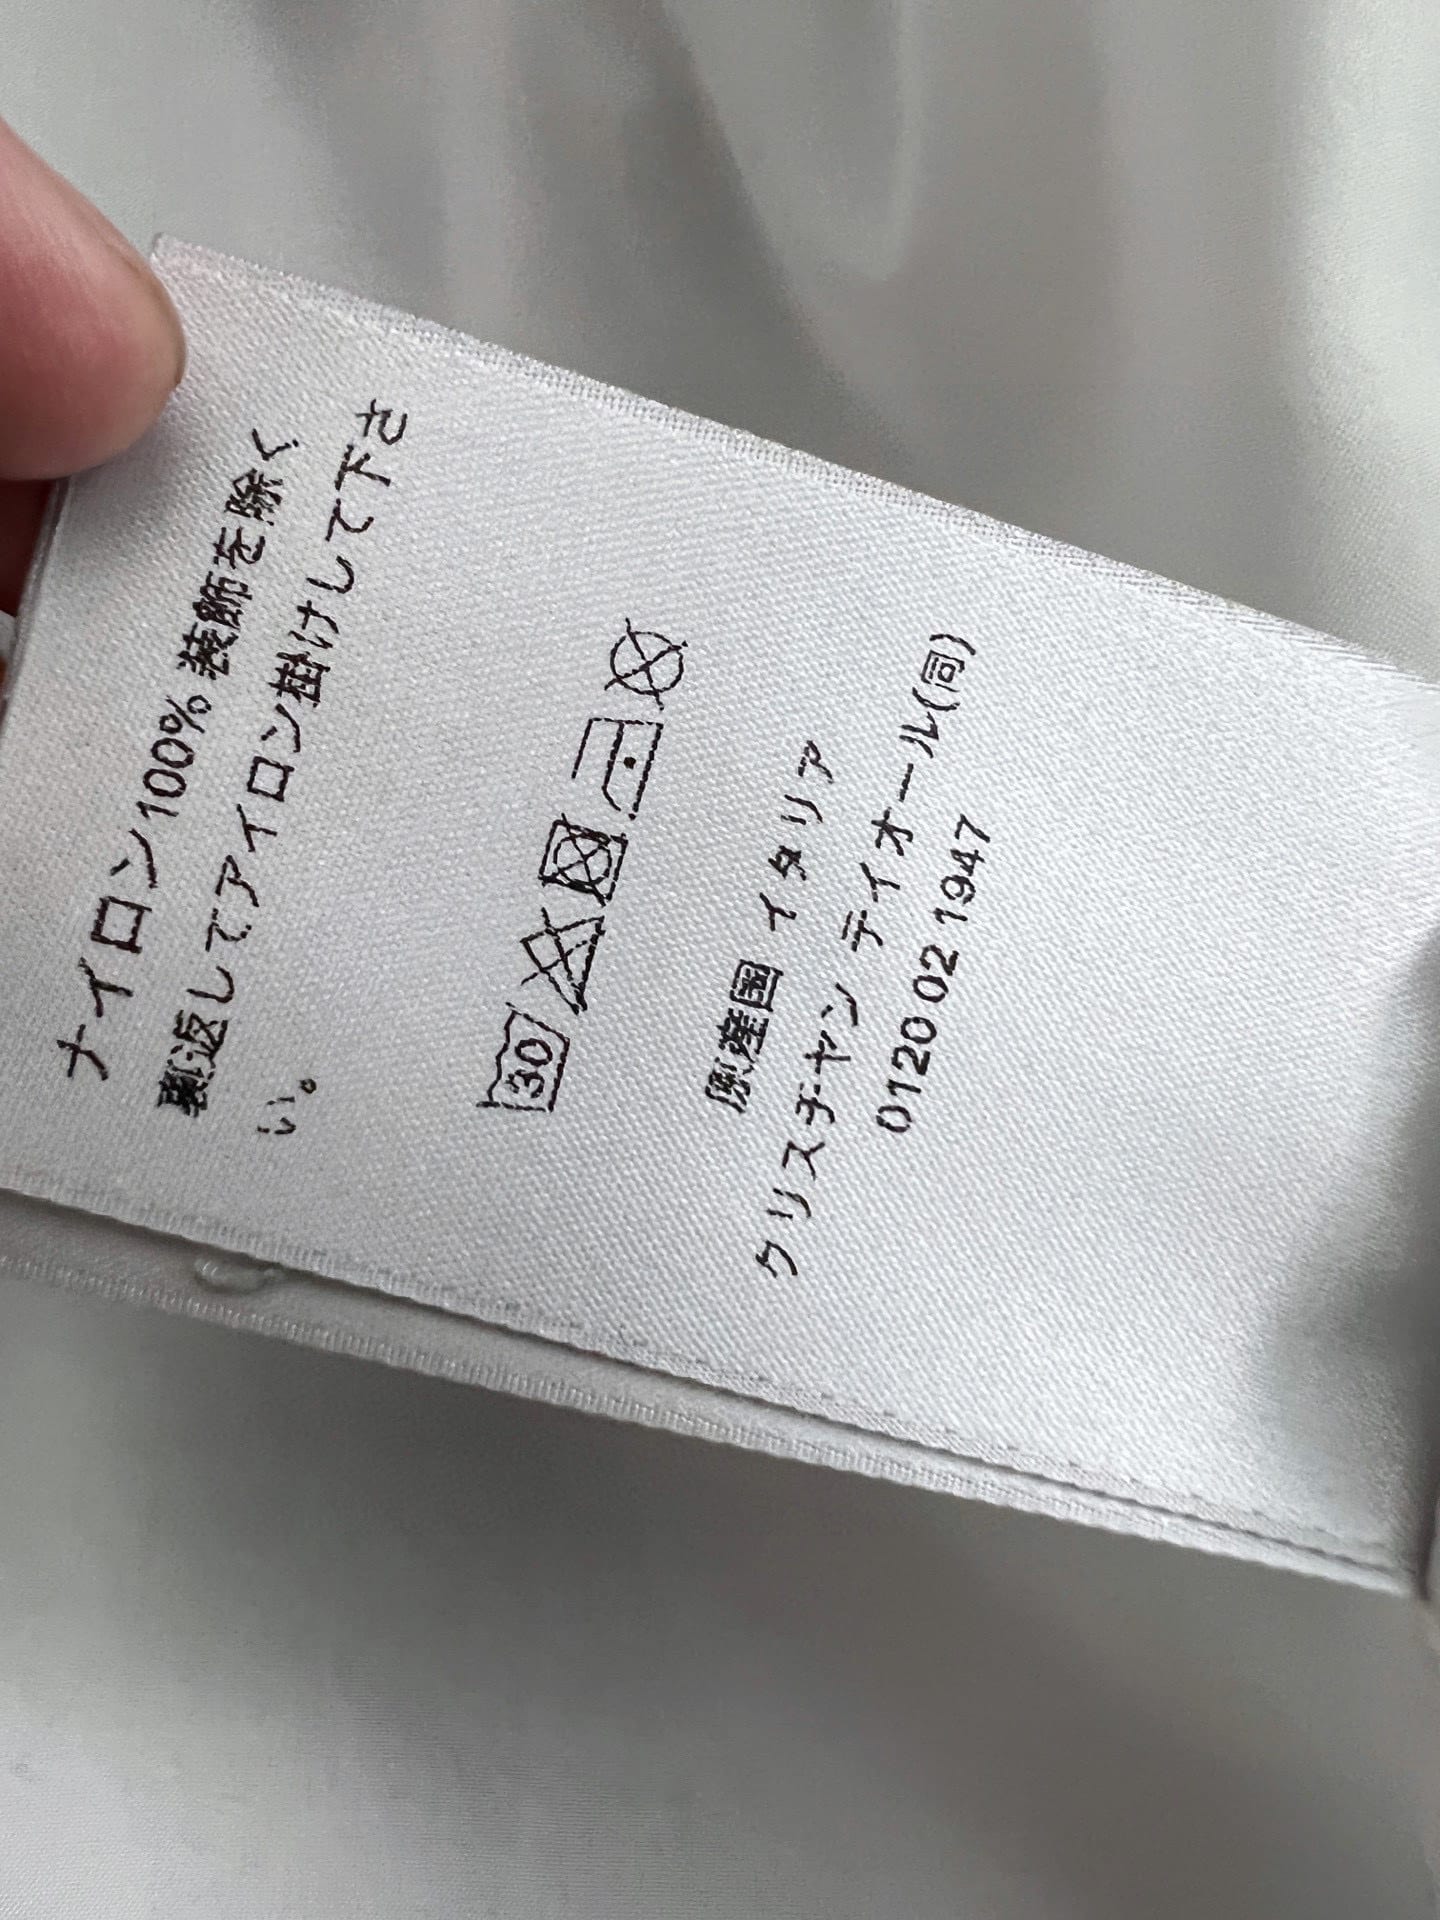 ナイロン100% 装飾を除く
裏返してアイロン掛けして下さ
い。
30
原産国 イタリア
クリスチャン ディオール(同)
0120 02 1947